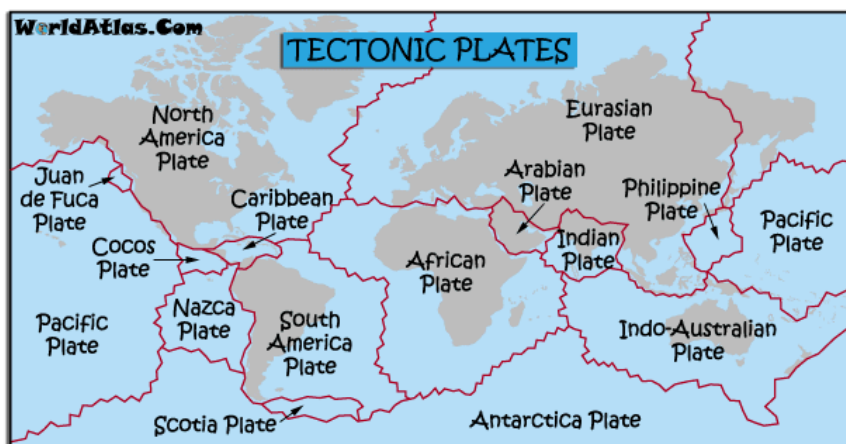 WorldAtlas.Com
TECTONIC PLATES
North
America
Plate
Eurasian
Plate
Juan
de Fuca
Plate
Caribbean
Plate
Arabian
Plate
Philippine
Plate
Pacific
Plate
Cocos
Plate
African
Plate
Indian
Plate
Pacific
Plate
Nazca
Plate
South
America
Plate
Indo-Australian
Plate
Scotia Plate
Antarctica Plate